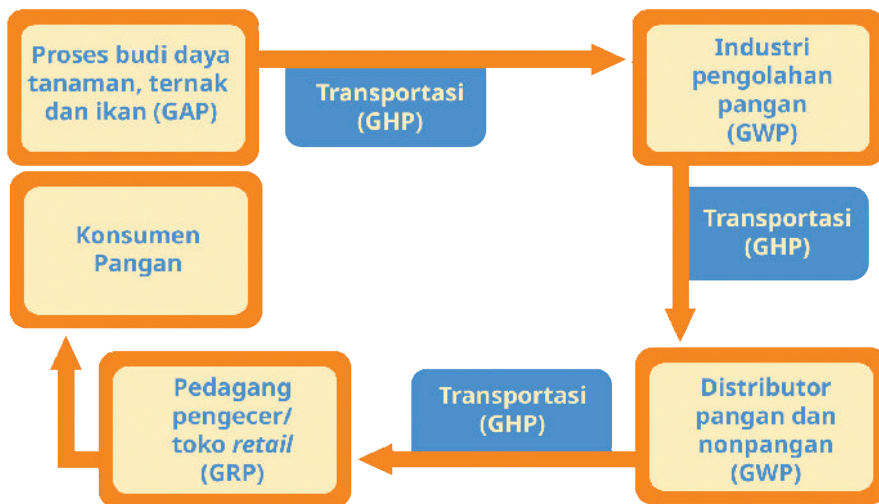 Proses budi daya
tanaman, ternak
dan ikan (GAP)
Transportasi
(GHP)
Industri
pengolahan
pangan
(GWP)
Transportasi
(GHP)
Distributor
pangan dan
nonpangan
(GWP)
Transportasi
(GHP)
Pedagang
pengecer/
toko retail
(GRP)
Konsumen
Pangan